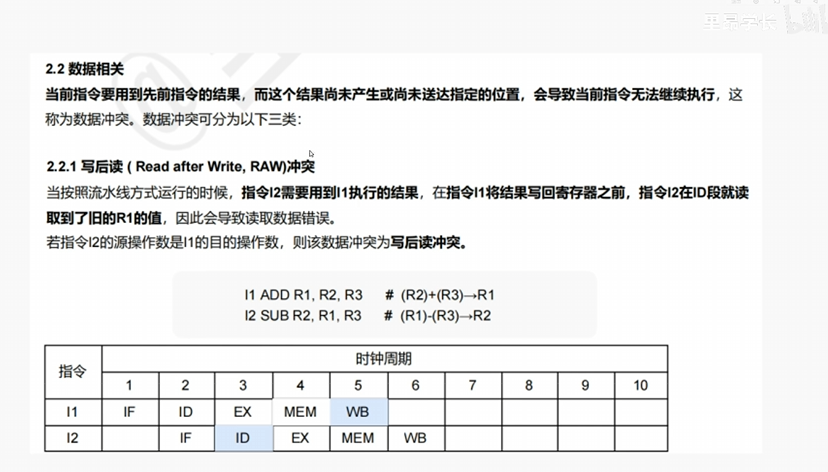 至昂学长
2.2 数据相关
当前指令要用到先前指令的结果，而这个结果尚未产生或尚未送达指定的位置，会导致当前指令无法继续执行，这
称为数据冲突。数据冲突可分为以下三类：
2.2.1 写后读 ( Read after Write, RAW)冲突
当按照流水线方式运行的时候，指令I2需要用到I1执行的结果，在指令I1将结果写回寄存器之前，指令I2在ID段就读
取到了旧的R1的值，因此会导致读取数据错误。
若指令I2的源操作数是I1的目的操作数，则该数据冲突为写后读冲突。
I1 ADD R1, R2, R3 # (R2)+(R3)→R1
I2 SUB R2, R1, R3 # (R1)-(R3)→R2
指令 时钟周期
1 2 3 4 5 6 7 8 9 10
I1 IF ID EX MEM WB
I2 IF ID EX MEM WB